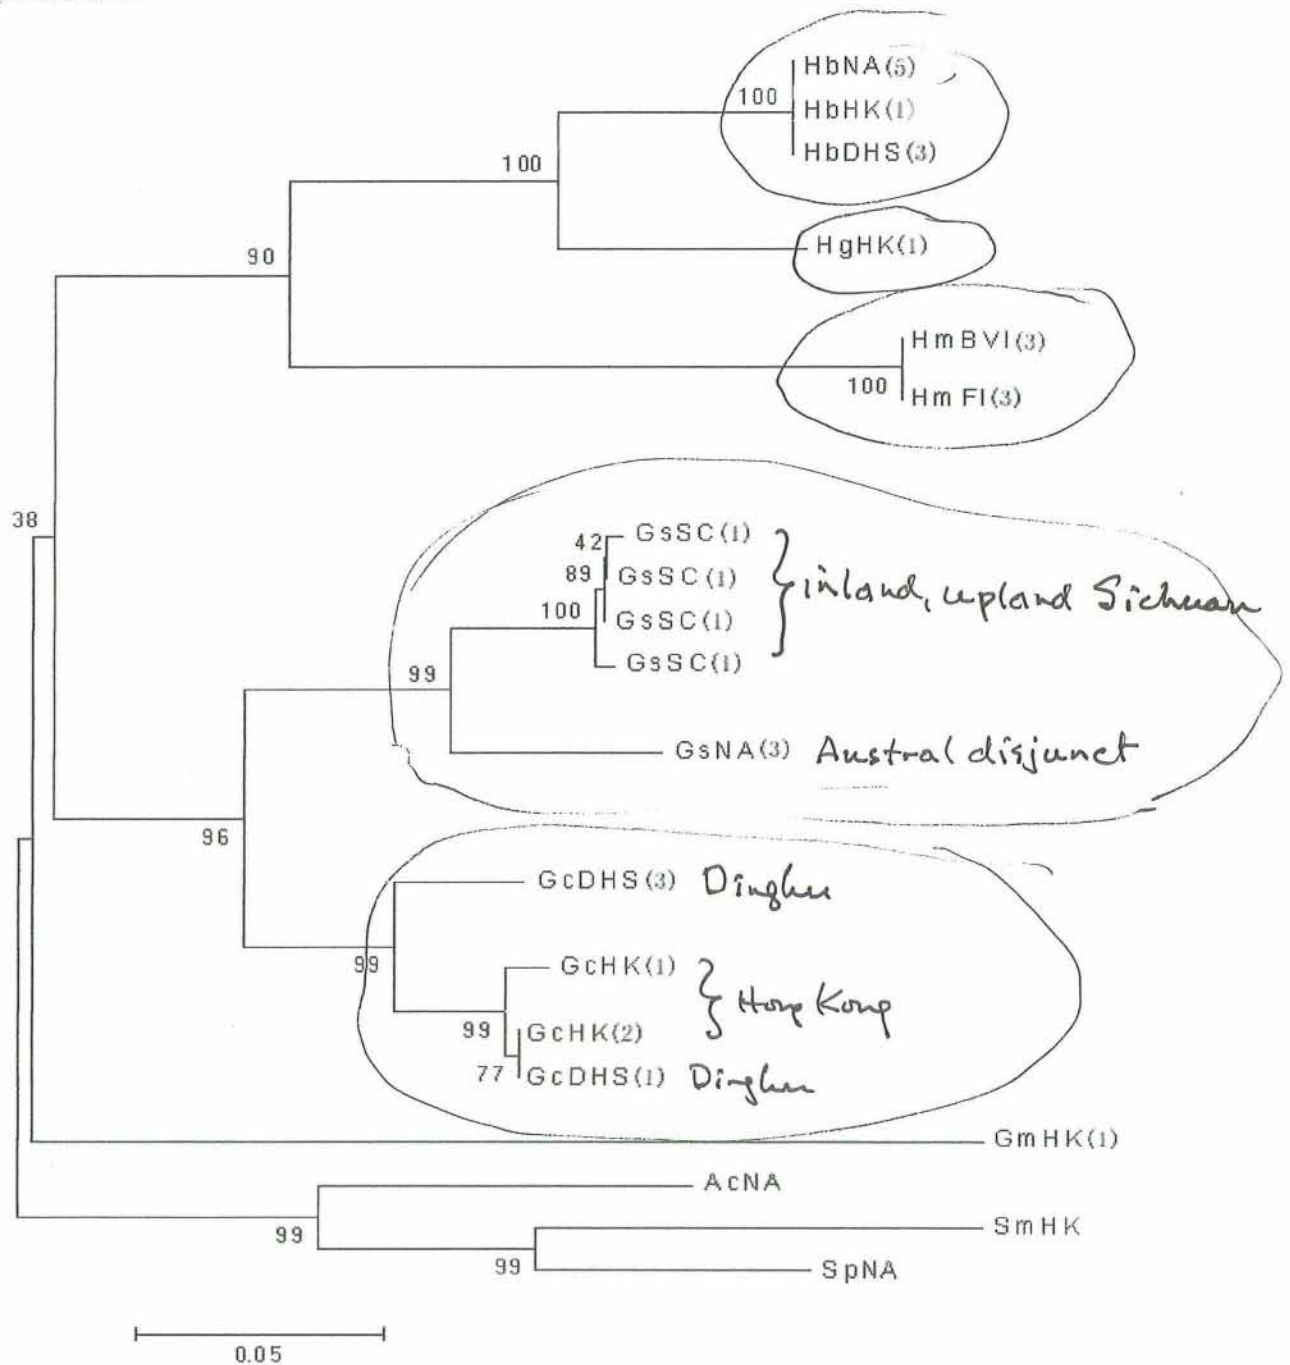 HbNA(5)
100
HbHK(1)
HbDHS(3)
100
HgHK(1)
90
HmBVI(3)
100
HmFI(3)
38
GsSC(1)
42
89
GsSC(1)
inland, upland Sichuan
100
GsSC(1)
GsSC(1)
99
GsNA(3) Austral disjunct
96
GcDHS(3) Dinghu
99
GcHK(1)
Hong Kong
99
GcHK(2)
77
GcDHS(1) Dinghu
GmHK(1)
AcNA
99
SmHK
99
SpNA
0.05